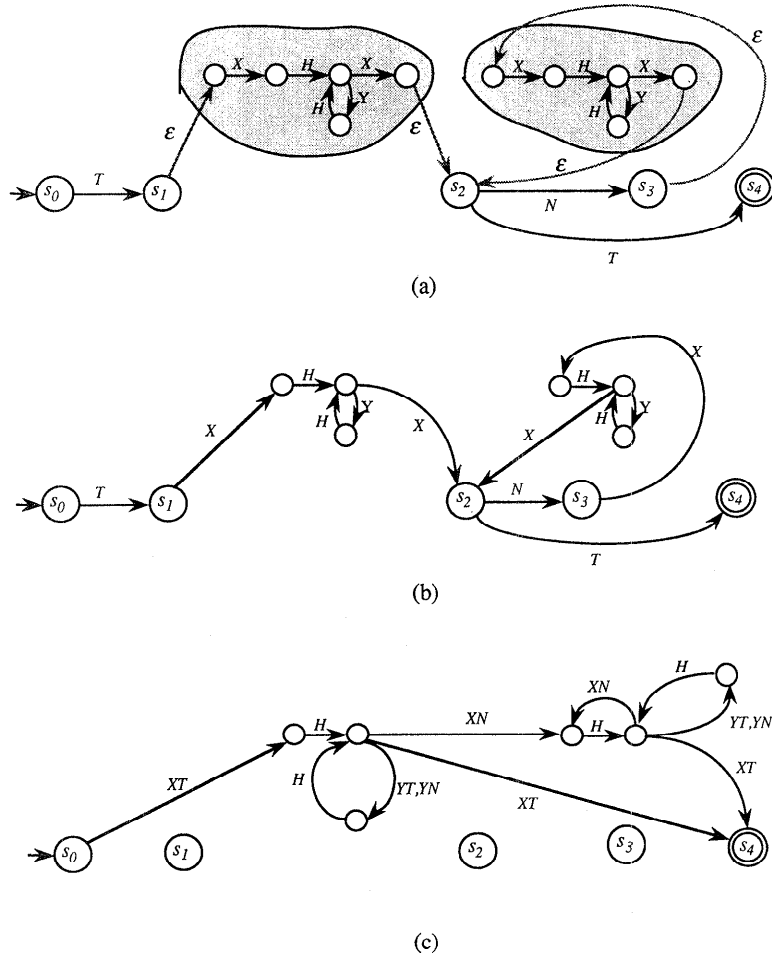 ε
X H X
H Y
X H X
H Y
ε ε ε
s0 T s1 s2 N s3 s4
T
(a)
H H X
H Y H Y
X X X
s0 T s1 s2 N s3 s4
T
(b)
H
XN
H XN H YT,YN
XT H YT,YN XT XT
s0 s1 s2 s3 s4
(c)